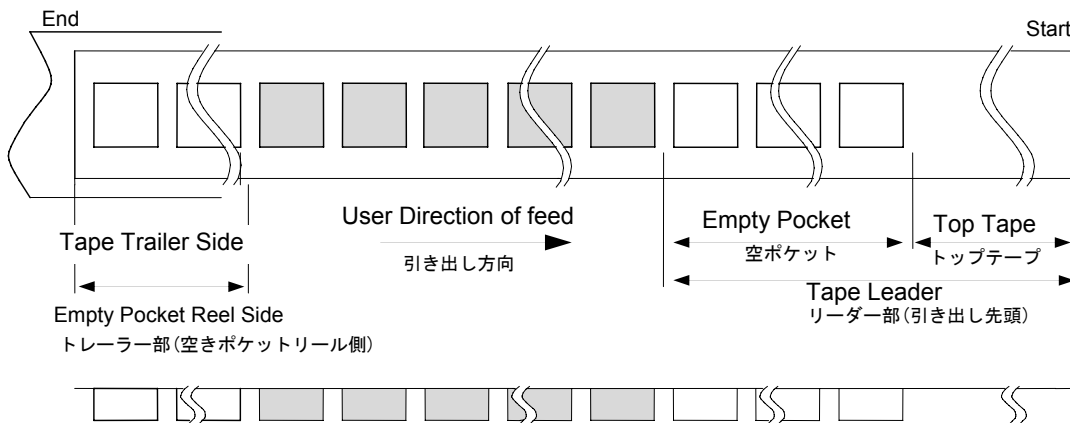 End
Start
User Direction of feed
引き出し方向
Empty Pocket
空ポケット
Top Tape
トップテープ
Tape Trailer Side
Tape Leader
リーダー部(引き出し先頭)
Empty Pocket Reel Side
トレーラー部(空きポケットリール側)